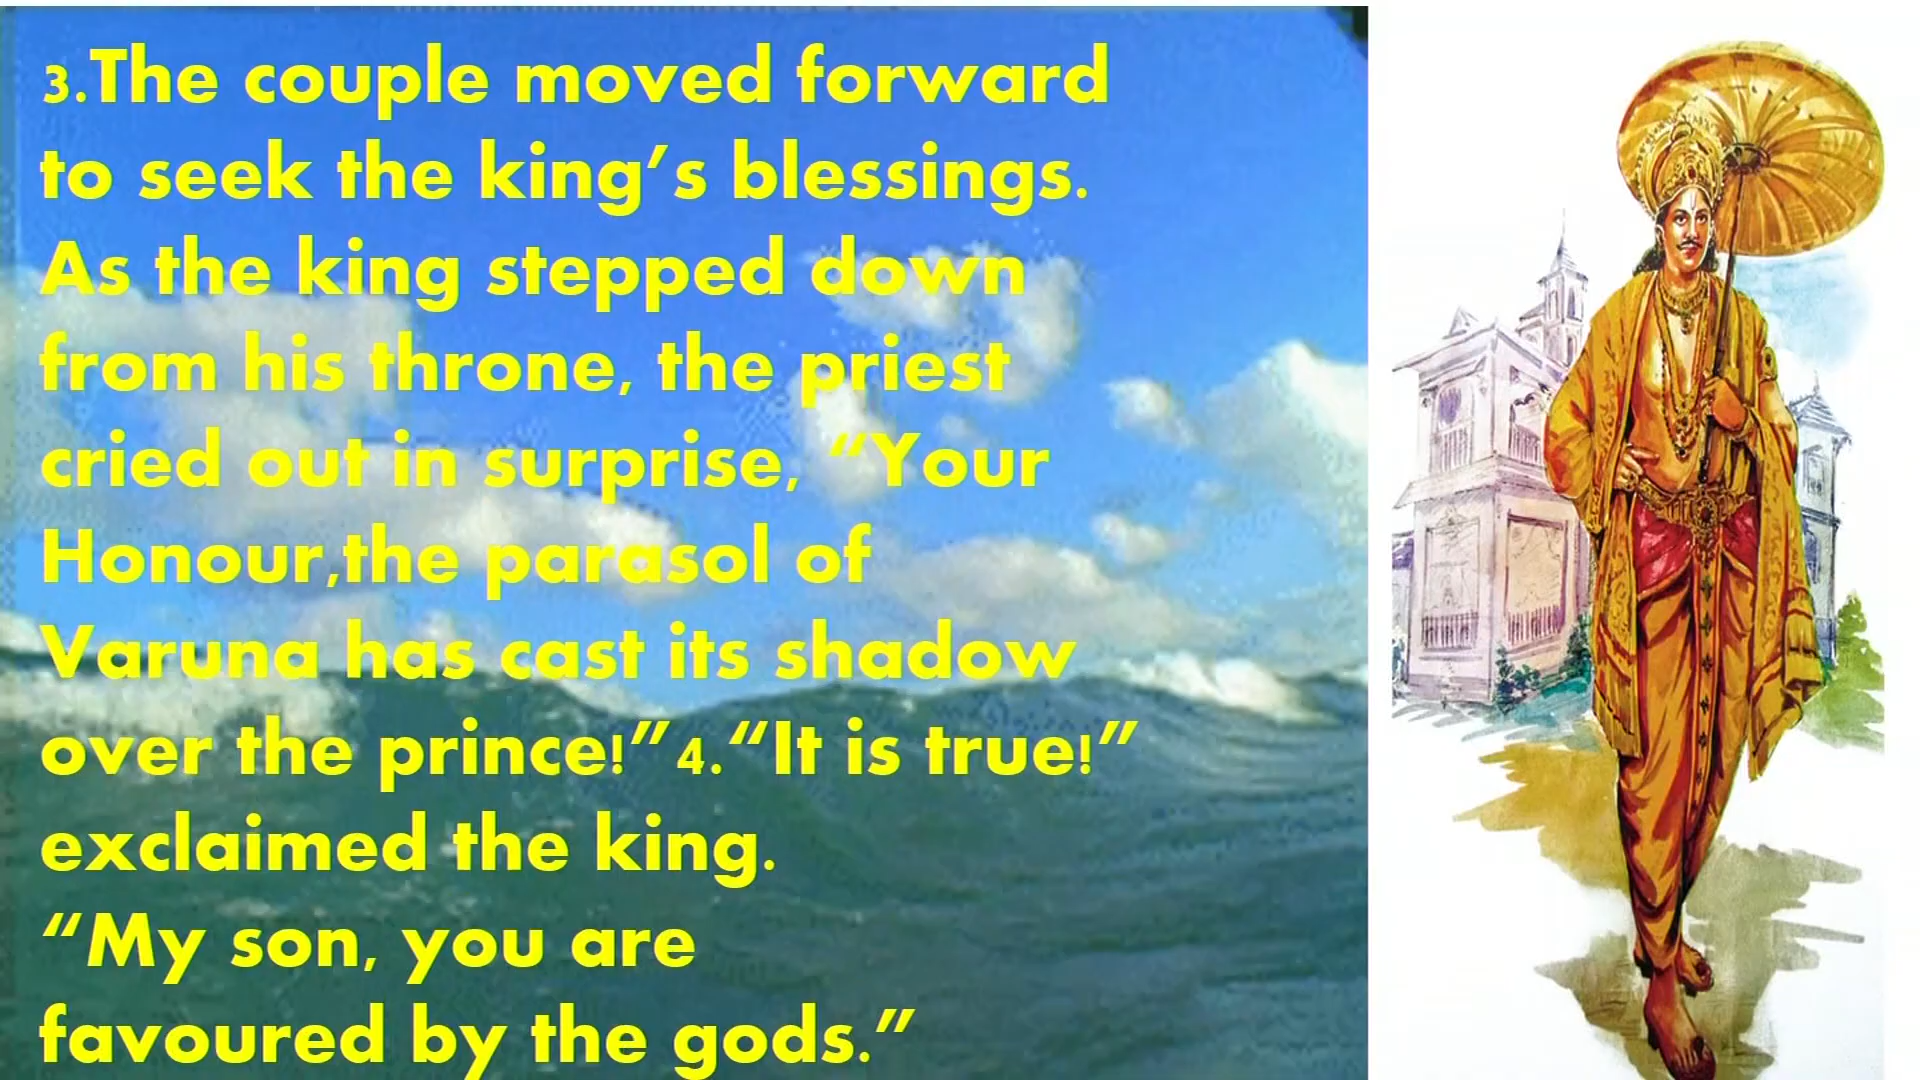 3.The couple moved forward
to seek the king’s blessings.
As the king stepped down
from his throne, the priest
cried out in surprise, “Your
Honour,the parasol of
Varuna has cast its shadow
over the prince!”4.“It is true!”
exclaimed the king.
“My son, you are
favoured by the gods.”